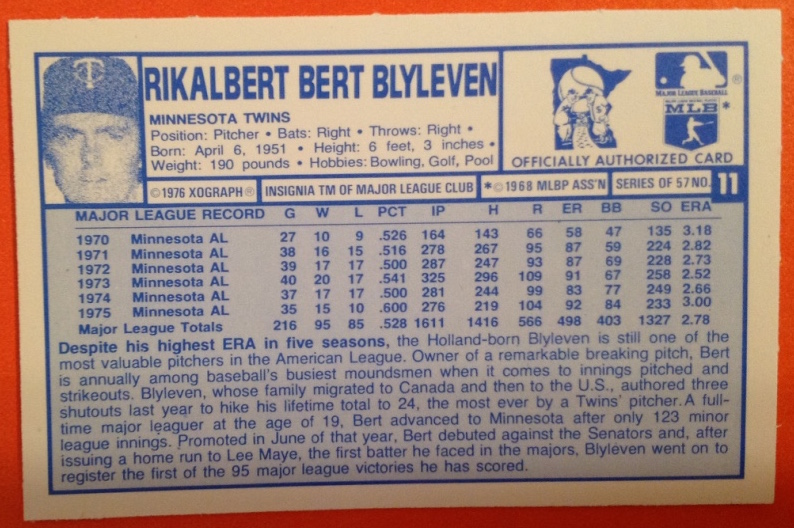 RIKALBERT BERT BLYLEVEN
MINNESOTA TWINS
Position: Pitcher • Bats: Right • Throws: Right •
Born: April 6, 1951 • Height: 6 feet, 3 inches •
Weight: 190 pounds • Hobbies: Bowling, Golf, Pool
MAJOR LEAGUE BASEBALL ®
MLB *
OFFICIALLY AUTHORIZED CARD
©1976 XOGRAPH® INSIGNIA TM OF MAJOR LEAGUE CLUB *©1968 MLBP ASS'N SERIES OF 57 NO. 11
MAJOR LEAGUE RECORD G W L PCT IP H R ER BB SO ERA
1970 Minnesota AL 27 10 9 .526 164 143 66 58 47 135 3.18
1971 Minnesota AL 38 16 15 .516 278 267 95 87 59 224 2.82
1972 Minnesota AL 39 17 17 .500 287 247 93 87 69 228 2.73
1973 Minnesota AL 40 20 17 .541 325 296 109 91 67 258 2.52
1974 Minnesota AL 37 17 17 .500 281 244 99 83 77 249 2.66
1975 Minnesota AL 35 15 10 .600 276 219 104 92 84 233 3.00
Major League Totals 216 95 85 .528 1611 1416 566 498 403 1327 2.78
Despite his highest ERA in five seasons, the Holland-born Blyleven is still one of the
most valuable pitchers in the American League. Owner of a remarkable breaking pitch, Bert
is annually among baseball's busiest moundsmen when it comes to innings pitched and
strikeouts. Blyleven, whose family migrated to Canada and then to the U.S., authored three
shutouts last year to hike his lifetime total to 24, the most ever by a Twins' pitcher. A full-
time major leaguer at the age of 19, Bert advanced to Minnesota after only 123 minor
league innings. Promoted in June of that year, Bert debuted against the Senators and, after
issuing a home run to Lee Maye, the first batter he faced in the majors, Blyleven went on to
register the first of the 95 major league victories he has scored.